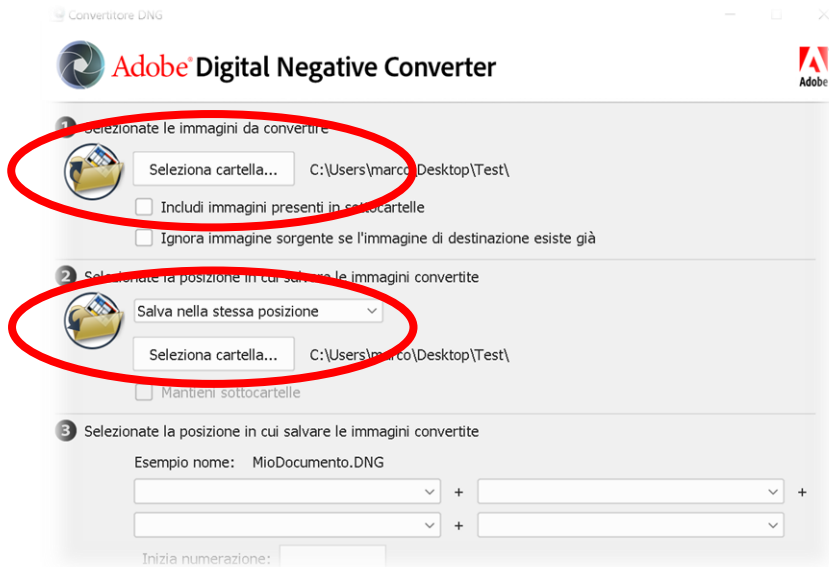 Convertitore DNG
Adobe® Digital Negative Converter
Adobe
1 Selezionate le immagini da convertire
Seleziona cartella... C:\Users\marco\Desktop\Test\
Includi immagini presenti in sottocartelle
Ignora immagine sorgente se l'immagine di destinazione esiste già
2 Selezionate la posizione in cui salvare le immagini convertite
Salva nella stessa posizione
Seleziona cartella... C:\Users\marco\Desktop\Test\
Mantieni sottocartelle
3 Selezionate la posizione in cui salvare le immagini convertite
Esempio nome: MioDocumento.DNG
+ +
+
Inizia numerazione: